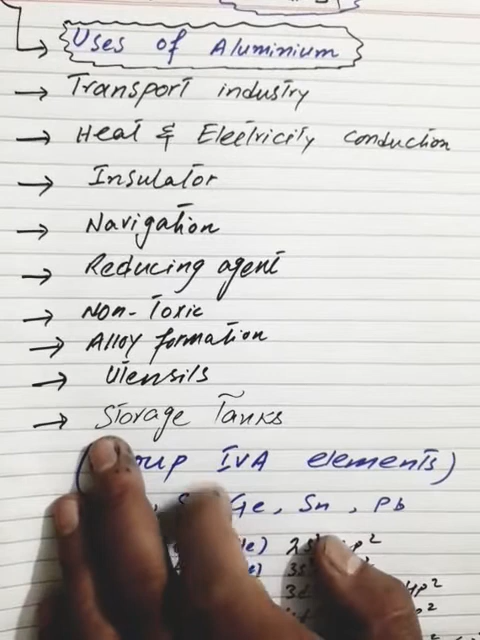 Uses of Aluminium
→ Transport industry
→ Heat & Electricity conduction
→ Insulator
→ Navigation
→ Reducing agent
→ Non-Toxic
→ Alloy formation
→ Utensils
→ Storage Tanks
IVA elements)
Ge, Sn, Pb